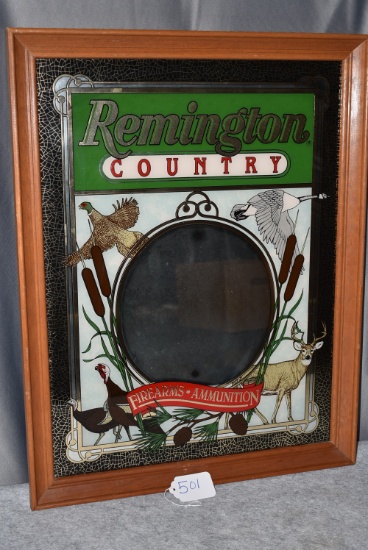 Remington
COUNTRY
FIREARMS • AMMUNITION
501